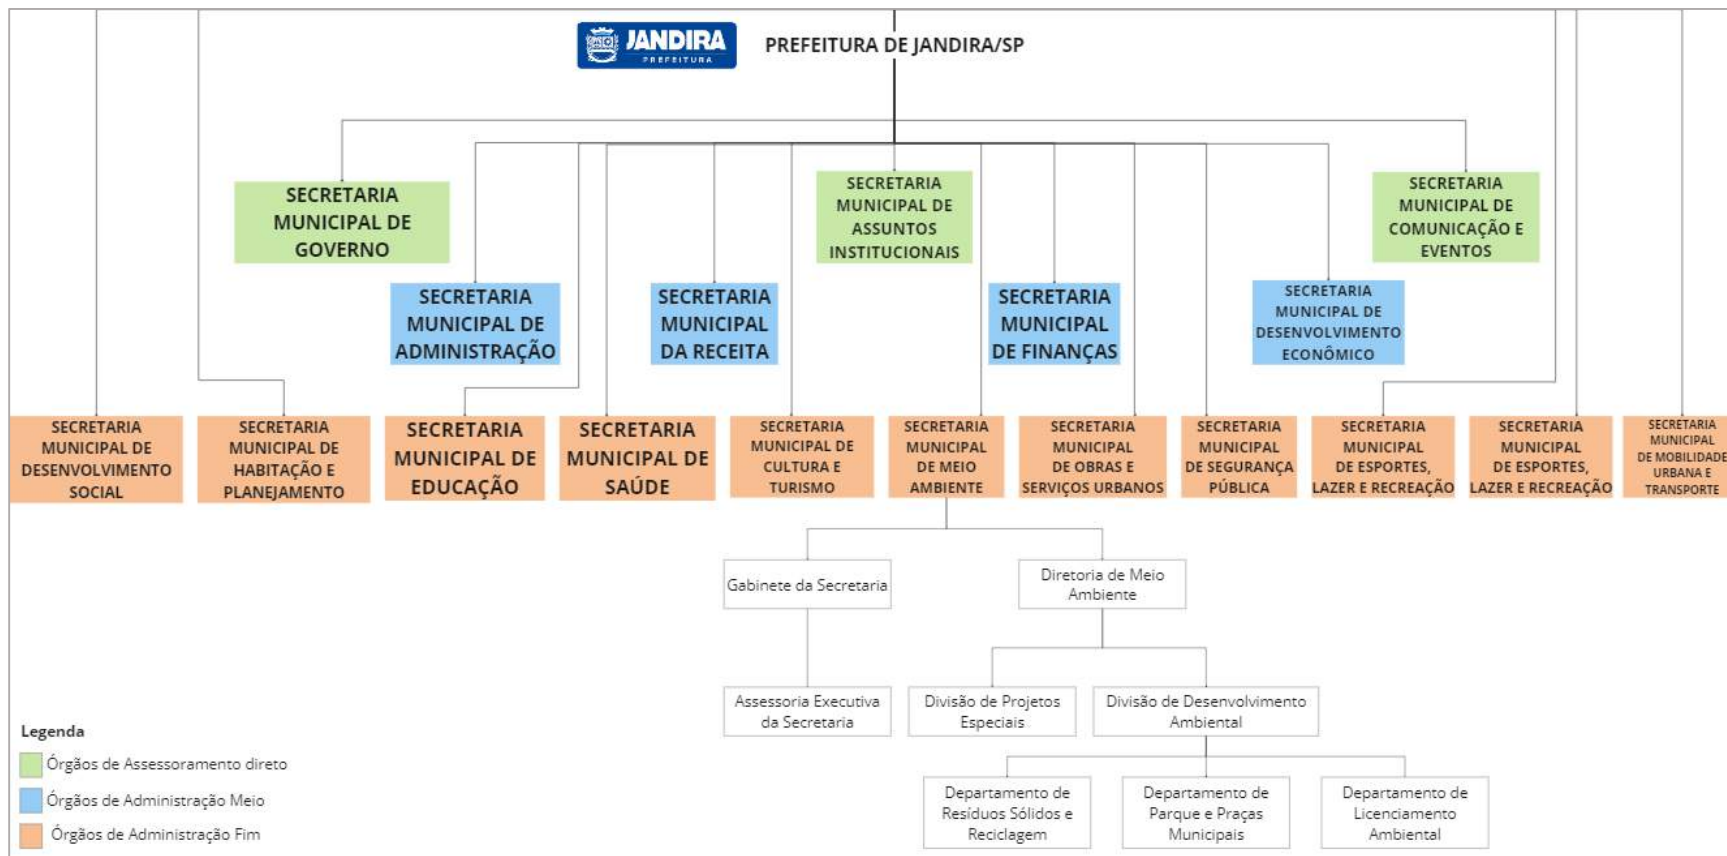 JANDIRA
PREFEITURA
PREFEITURA DE JANDIRA/SP
SECRETARIA
MUNICIPAL DE
GOVERNO
SECRETARIA
MUNICIPAL DE
ASSUNTOS
INSTITUCIONAIS
SECRETARIA
MUNICIPAL DE
COMUNICAÇÃO E
EVENTOS
SECRETARIA
MUNICIPAL DE
ADMINISTRAÇÃO
SECRETARIA
MUNICIPAL
DA RECEITA
SECRETARIA
MUNICIPAL
DE FINANÇAS
SECRETARIA
MUNICIPAL DE
DESENVOLVIMENTO
ECONÔMICO
SECRETARIA
MUNICIPAL DE
DESENVOLVIMENTO
SOCIAL
SECRETARIA
MUNICIPAL DE
HABITAÇÃO E
PLANEJAMENTO
SECRETARIA
MUNICIPAL DE
EDUCAÇÃO
SECRETARIA
MUNICIPAL DE
SAÚDE
SECRETARIA
MUNICIPAL DE
CULTURA E
TURISMO
SECRETARIA
MUNICIPAL
DE MEIO
AMBIENTE
SECRETARIA
MUNICIPAL
DE OBRAS E
SERVIÇOS URBANOS
SECRETARIA
MUNICIPAL
DE SEGURANÇA
PÚBLICA
SECRETARIA
MUNICIPAL
DE ESPORTES,
LAZER E RECREAÇÃO
SECRETARIA
MUNICIPAL
DE ESPORTES,
LAZER E RECREAÇÃO
SECRETARIA
MUNICIPAL
DE MOBILIDADE
URBANA E
TRANSPORTE
Gabinete da Secretaria
Diretoria de Meio
Ambiente
Assessoria Executiva
da Secretaria
Divisão de Projetos
Especiais
Divisão de Desenvolvimento
Ambiental
Departamento de
Resíduos Sólidos e
Reciclagem
Departamento de
Parque e Praças
Municipais
Departamento de
Licenciamento
Ambiental
Legenda
Órgãos de Assessoramento direto
Órgãos de Administração Meio
Órgãos de Administração Fim